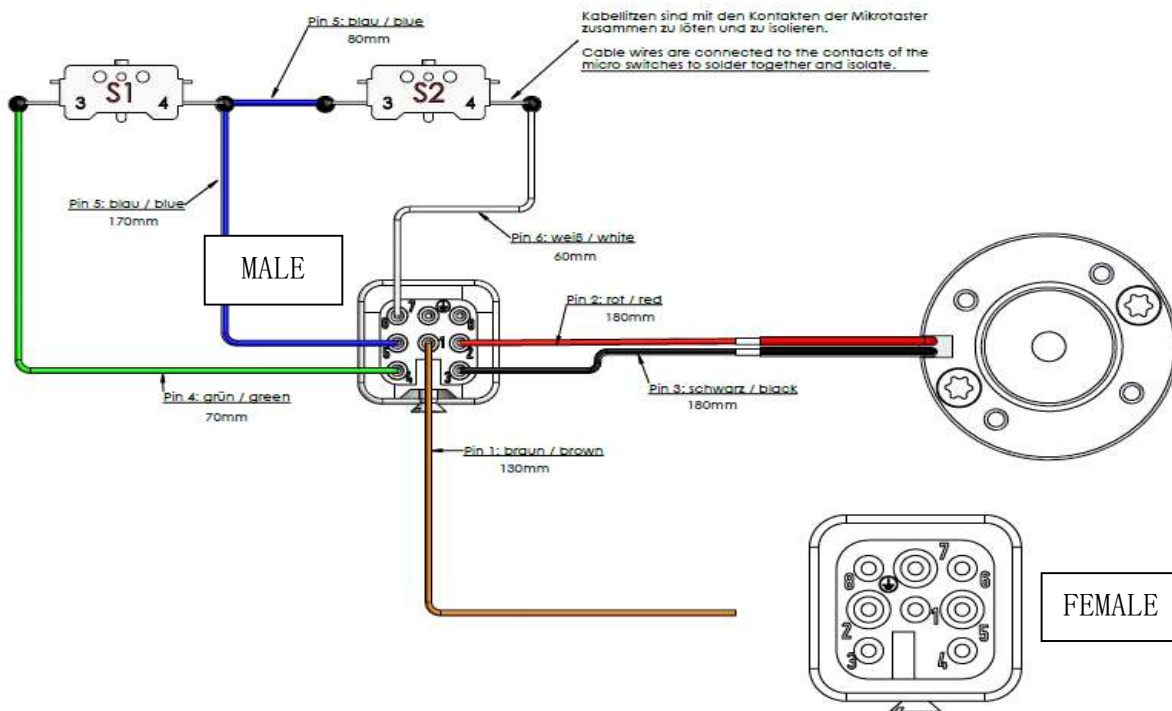 Pin 5: blau / blue
80mm
Kabellitzen sind mit den Kontakten der Mikrotaster
zusammen zu löten und zu isolieren.
Cable wires are connected to the contacts of the
micro switches to solder together and isolate.
3 S1 4
3 S2 4
Pin 5: blau / blue
170mm
MALE
Pin 6: weiß / white
60mm
7
6 8
5 1 2
4 3
Pin 2: rot / red
180mm
Pin 3: schwarz / black
180mm
Pin 4: grün / green
70mm
Pin 1: braun / brown
130mm
7
8 6
2 1 5
3 4
FEMALE